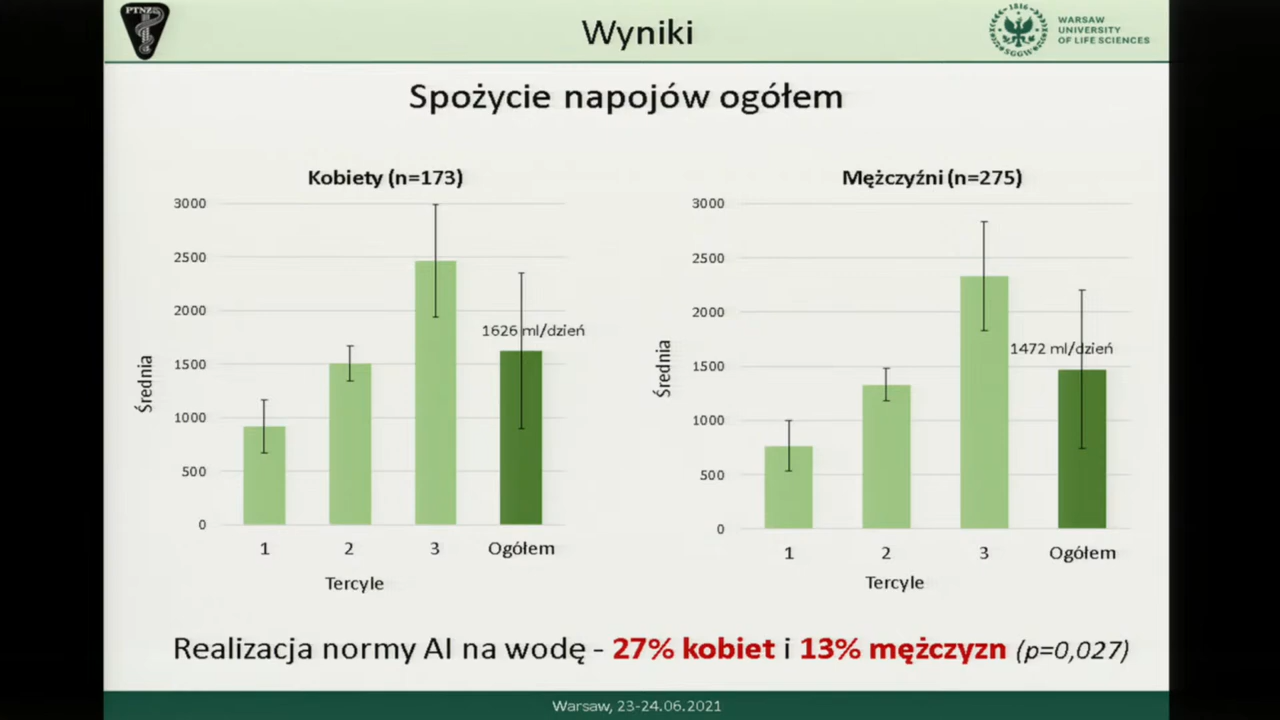 PTNZ
Wyniki
1816
SGGW
WARSAW
UNIVERSITY
OF LIFE SCIENCES
Spożycie napojów ogółem
Kobiety (n=173)
3000
2500
2000
1500
1000
500
0
Średnia
1626 ml/dzień
1
2
3
Ogółem
Tercyle
Mężczyźni (n=275)
3000
2500
2000
1500
1000
500
0
Średnia
1472 ml/dzień
1
2
3
Ogółem
Tercyle
Realizacja normy AI na wodę - 27% kobiet i 13% mężczyzn (p=0,027)
Warsaw, 23-24.06.2021